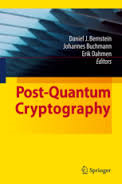 Daniel J. Bernstein
Johannes Buchmann
Erik Dahmen
Editors
Post-Quantum
Cryptography
Springer